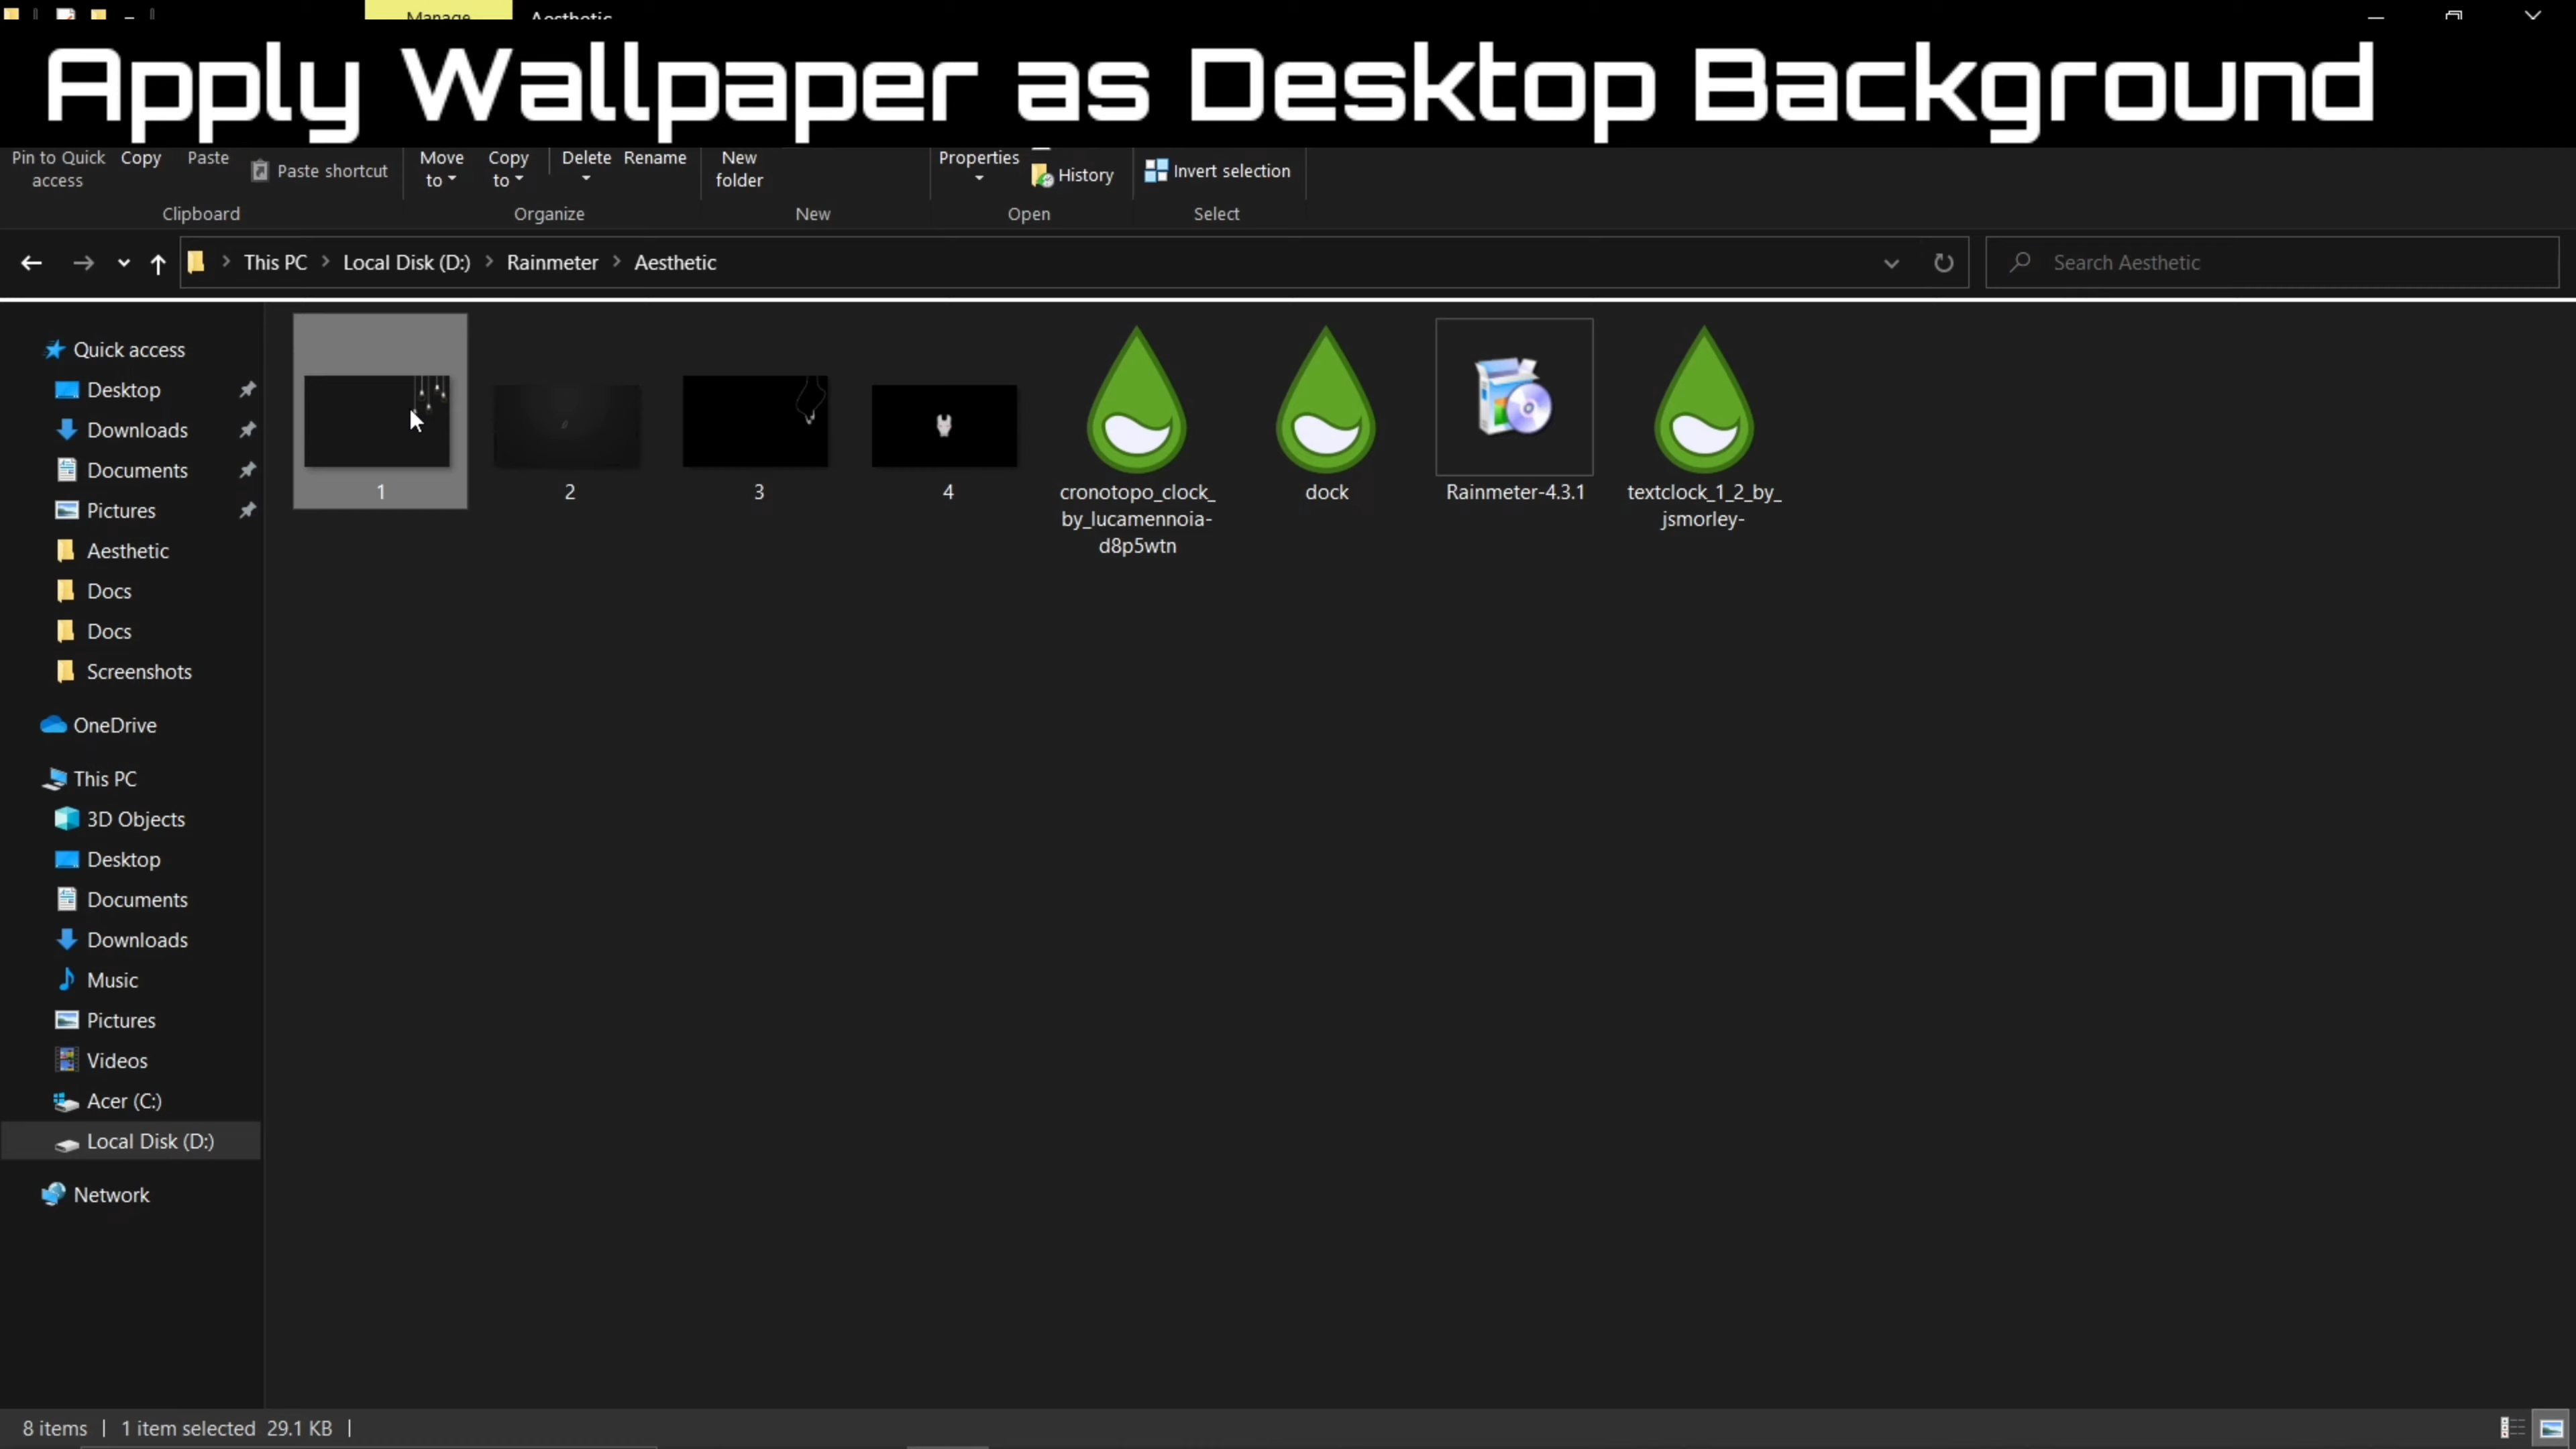 Manage
Aesthetic
Apply Wallpaper as Desktop Background
Pin to Quick access
Copy
Paste
Paste shortcut
Move to
Copy to
Delete
Rename
New folder
Properties
History
Invert selection
Clipboard
Organize
New
Open
Select
This PC
Local Disk (D:)
Rainmeter
Aesthetic
Search Aesthetic
Quick access
Desktop
Downloads
Documents
Pictures
Aesthetic
Docs
Docs
Screenshots
OneDrive
This PC
3D Objects
Desktop
Documents
Downloads
Music
Pictures
Videos
Acer (C:)
Local Disk (D:)
Network
1
2
3
4
cronotopo_clock_
by_lucamennoia-
d8p5wtn
dock
Rainmeter-4.3.1
textclock_1_2_by_
jsmorley-
8 items
1 item selected 29.1 KB